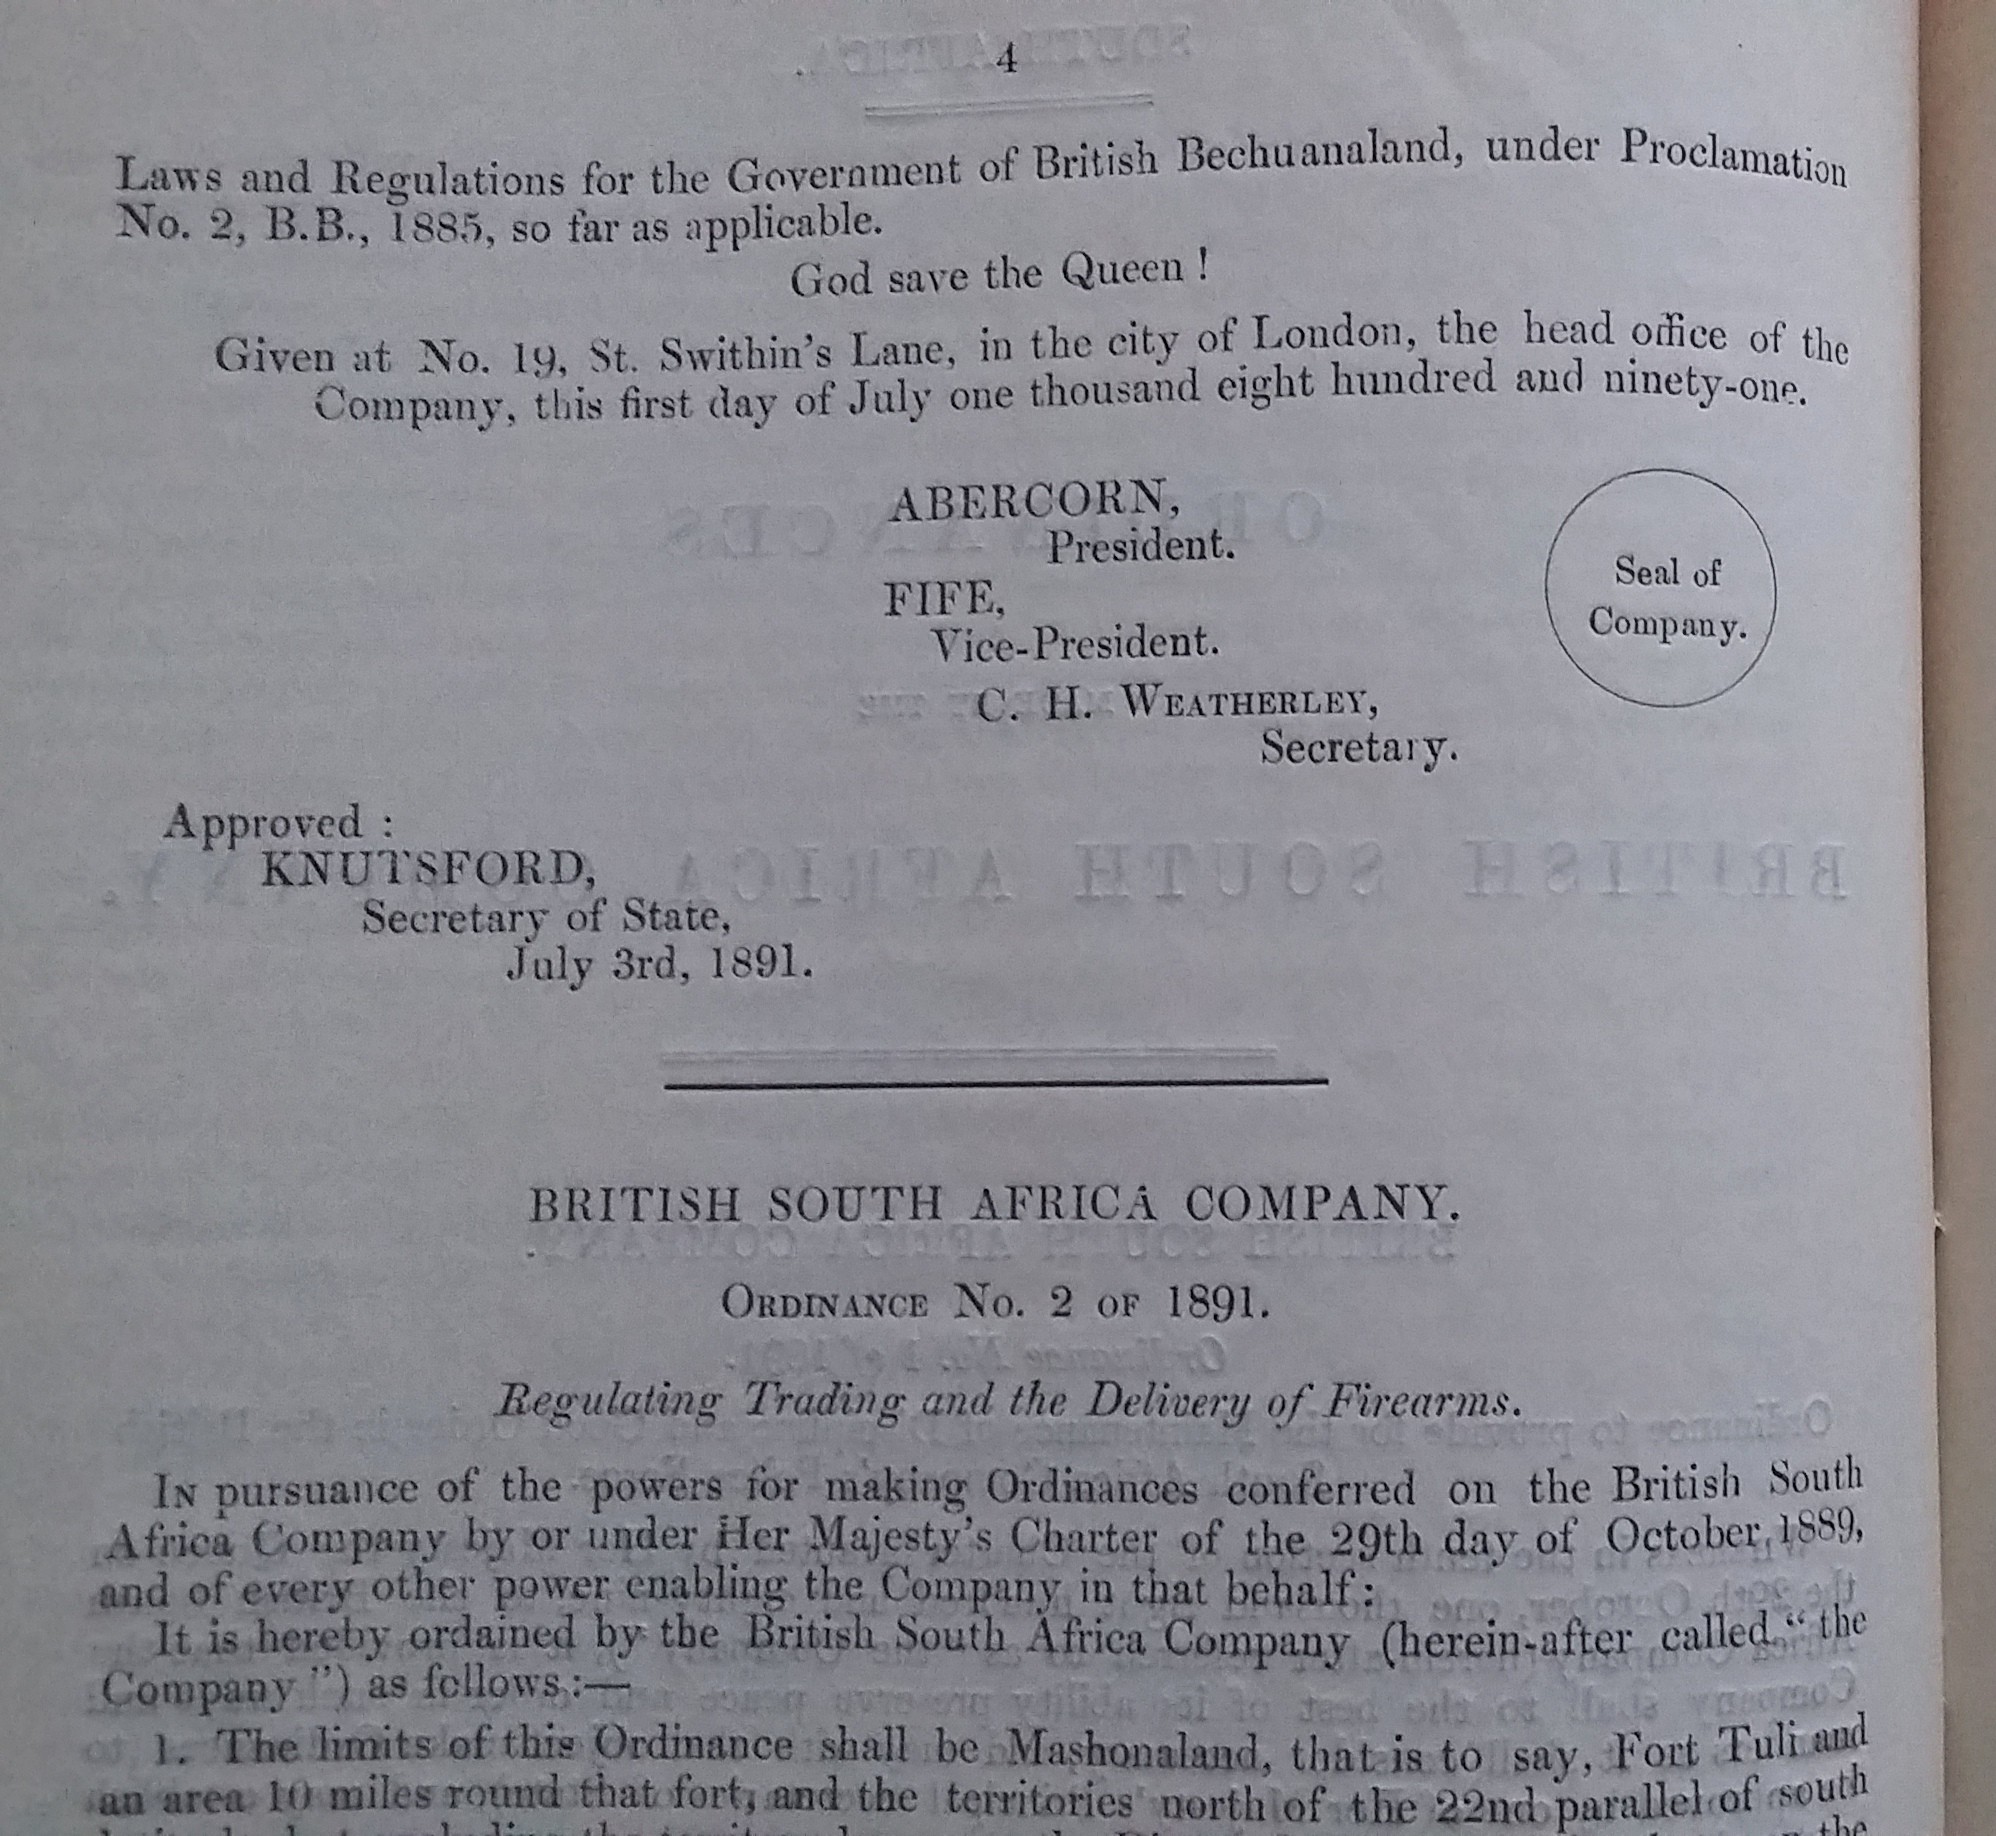 4
Laws and Regulations for the Government of British Bechuanaland, under Proclamation
No. 2, B.B., 1885, so far as applicable.
God save the Queen !
Given at No. 19, St. Swithin's Lane, in the city of London, the head office of the
Company, this first day of July one thousand eight hundred and ninety-one.
ABERCORN,
President.
FIFE,
Vice-President.
Seal of
Company.
C. H. WEATHERLEY,
Secretary.
Approved :
KNUTSFORD,
Secretary of State,
July 3rd, 1891.
BRITISH SOUTH AFRICA COMPANY.
ORDINANCE No. 2 OF 1891.
Regulating Trading and the Delivery of Firearms.
IN pursuance of the powers for making Ordinances conferred on the British South
Africa Company by or under Her Majesty's Charter of the 29th day of October, 1889,
and of every other power enabling the Company in that behalf:
It is hereby ordained by the British South Africa Company (herein-after called "the
Company") as follows:—
1. The limits of this Ordinance shall be Mashonaland, that is to say, Fort Tuli and
an area 10 miles round that fort, and the territories north of the 22nd parallel of south
the